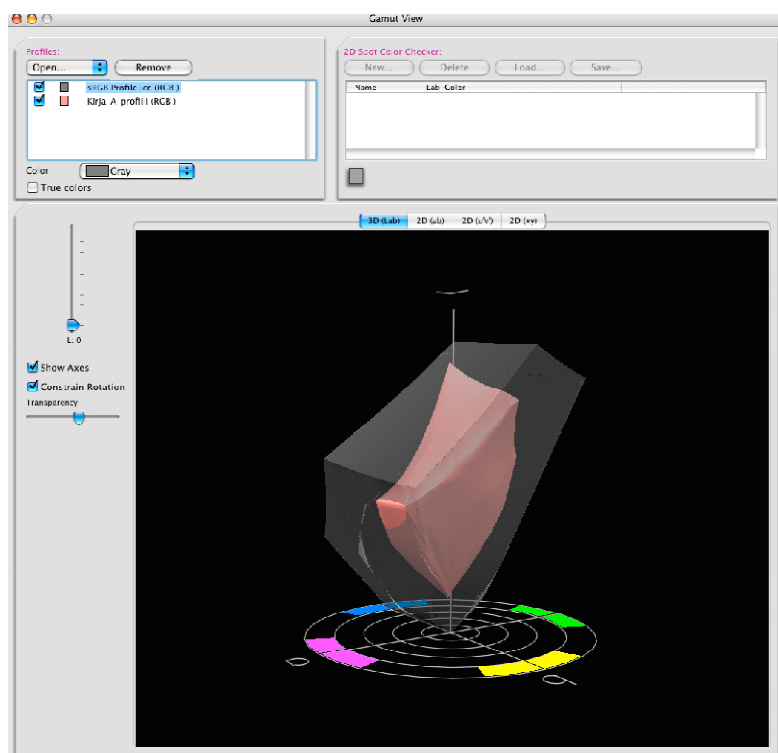 Gamut View
Profiles:
Open... Remove
sRGB Profile.icc (RGB)
Kirja_A_profiili (RGB)
Color Gray
True colors
2D Spot Color Checker:
New... Delete Load... Save...
Name Lab Color
3D (Lab) 2D (ab) 2D (u'v') 2D (xy)
L: 0
Show Axes
Constrain Rotation
Transparency
a b